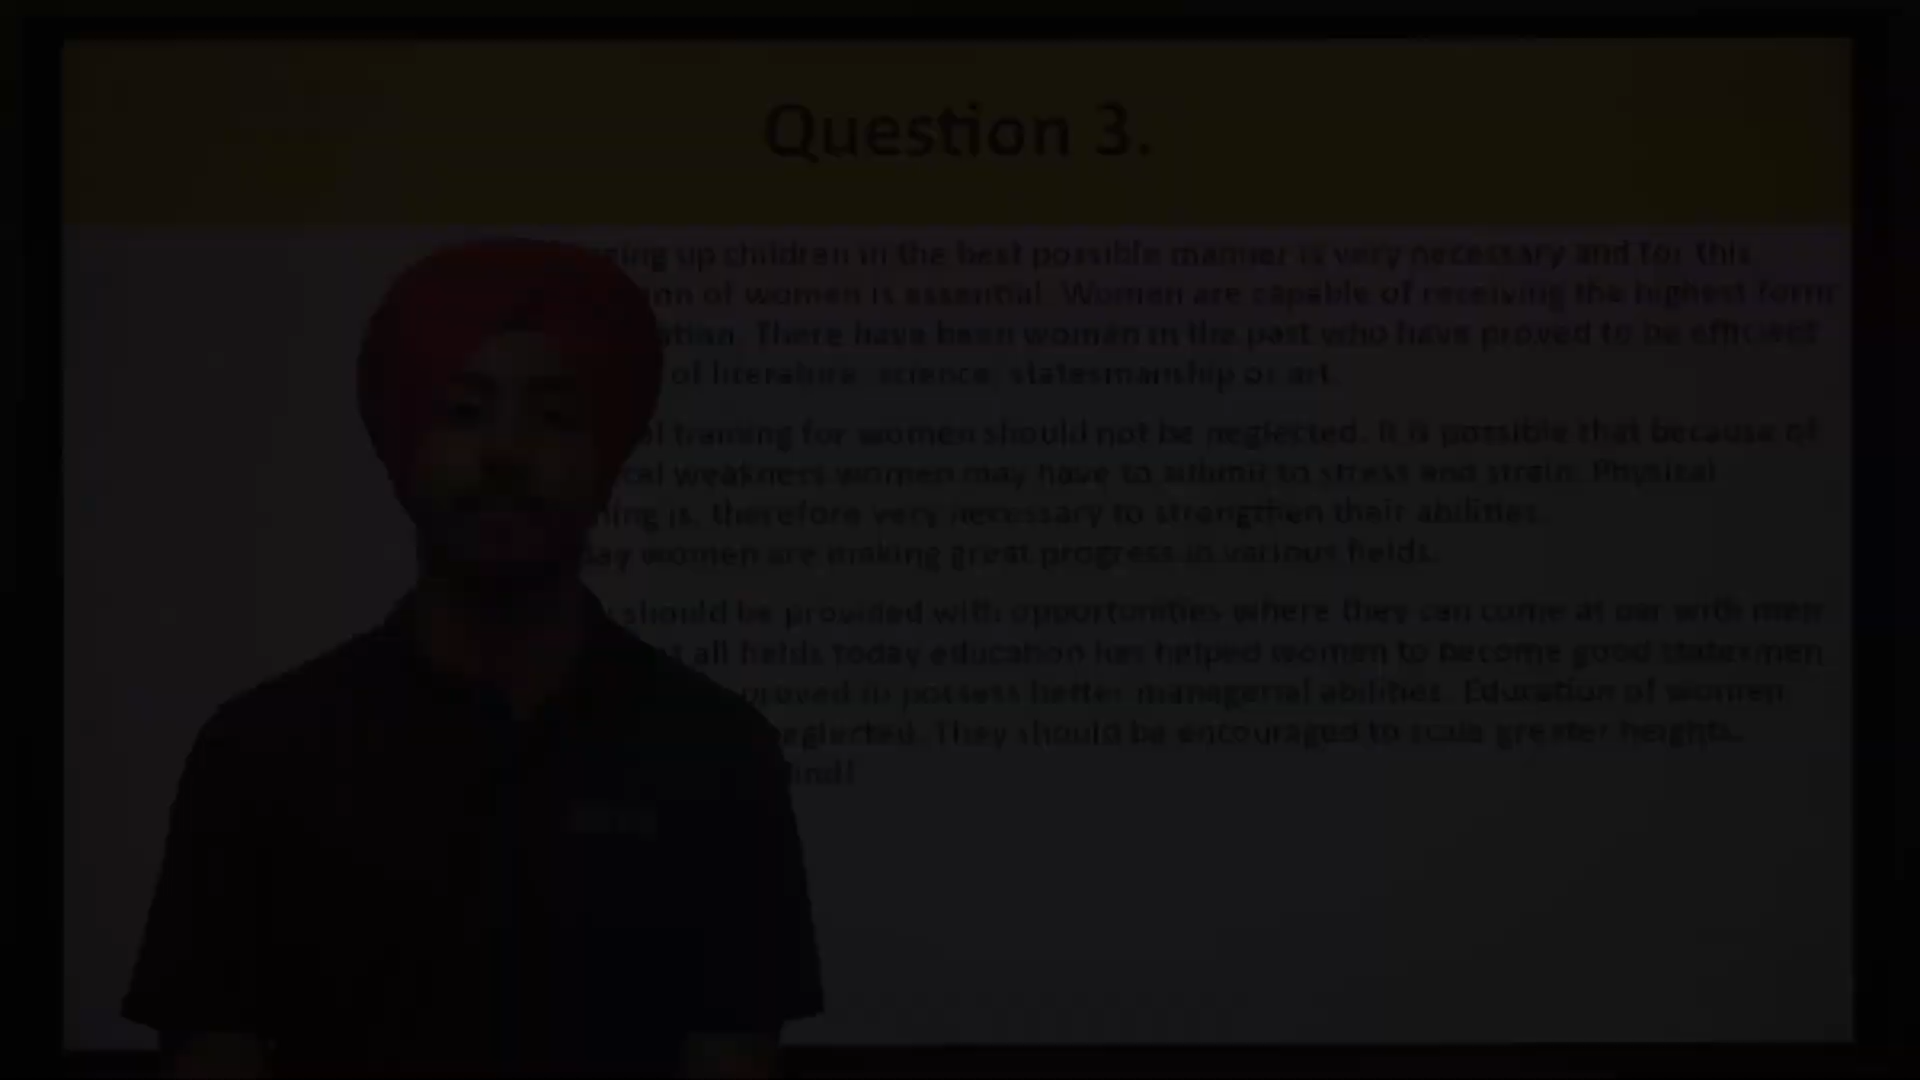 Question 3.
up children in the best possible manner is very necessary and for this
of women is essential. Women are capable of receiving the highest form
There have been women in the past who have proved to be efficient
of literature, science, statesmanship or art.
training for women should not be neglected. It is possible that because of
weakness women may have to submit to stress and strain. Physical
is, therefore very necessary to strengthen their abilities.
women are making great progress in various fields.
should be provided with opportunities where they can come at par with men
all fields today education has helped women to become good statesmen
proved to possess better managerial abilities. Education of women
neglected. They should be encouraged to scale greater heights.